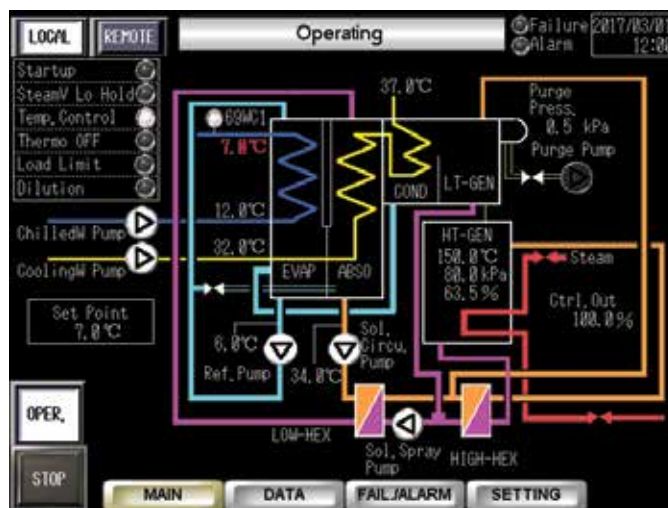 LOCAL REMOTE Operating Failure 2017/03/07
Alarm 12:00
Startup
SteamV Lo Hold
Temp.Control
Thermo OFF
Load Limit
Dilution
69WC1
7.0℃
37.0℃
Purge
Press.
0.5 kPa
Purge Pump
COND LT-GEN
12.0℃
ChilledW Pump
32.0℃
CoolingW Pump
EVAP ABSO
HT-GEN
150.0℃
80.0kPa
63.5%
Steam
Ctrl.Out
100.0%
Set Point
7.0℃
6.0℃
Ref.Pump
Sol.
Circu.
Pump
34.0℃
OPER.
STOP
LOW-HEX
Sol.Spray
Pump
HIGH-HEX
MAIN DATA FAIL/ALARM SETTING